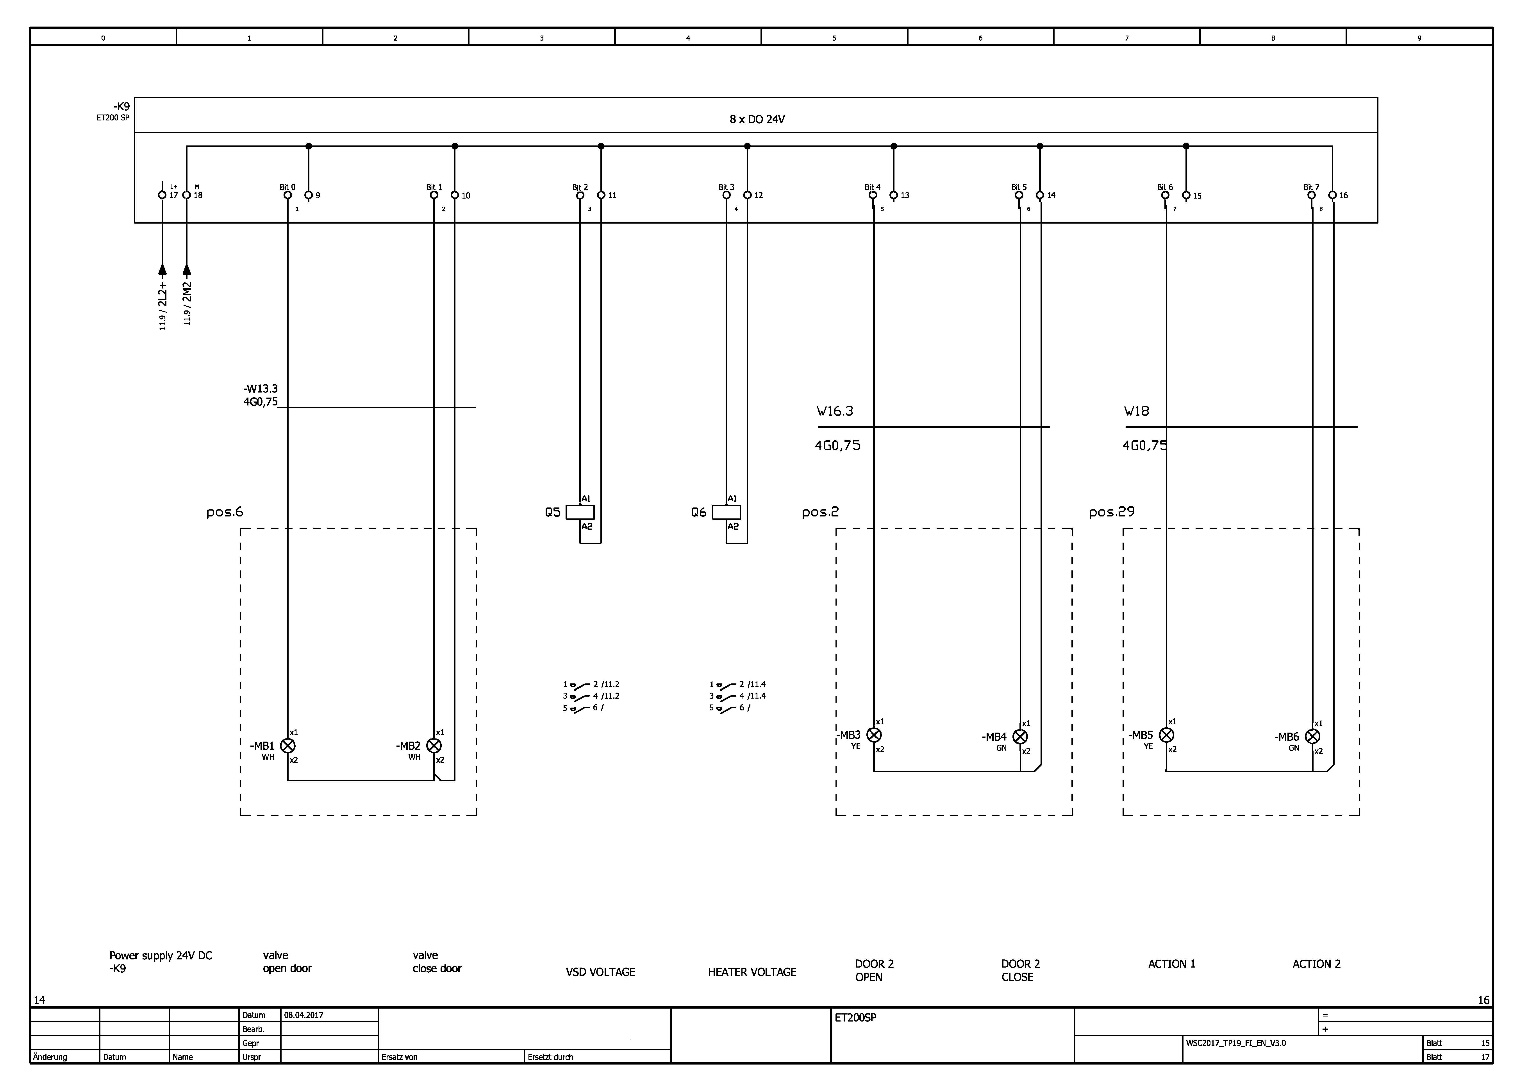 0 1 2 3 4 5 6 7 8 9
-K9
ET200 SP
8 x DO 24V
L+ M Bit 0 Bit 1 Bit 2 Bit 3 Bit 4 Bit 5 Bit 6 Bit 7
17 18 9 10 11 12 13 14 15 16
1 2 3 4 5 6 7 8
11.9 / 2L2+
11.9 / 2M2
-W13.3
4G0,75
W16.3
4G0,75
W18
4G0,75
pos.6
Q5
A1
A2
Q6
A1
A2
pos.2
pos.29
1 2 /11.2
3 4 /11.2
5 6 /
1 2 /11.4
3 4 /11.4
5 6 /
-MB1
WH
x1
x2
-MB2
WH
x1
x2
-MB3
YE
x1
x2
-MB4
GN
x1
x2
-MB5
YE
x1
x2
-MB6
GN
x1
x2
Power supply 24V DC
-K9
valve
open door
valve
close door
VSD VOLTAGE
HEATER VOLTAGE
DOOR 2
OPEN
DOOR 2
CLOSE
ACTION 1
ACTION 2
14
16
Datum 08.04.2017
Bearb.
Gepr
Urspr
Änderung Datum Name
Ersatz von
Ersetzt durch
ET200SP
=
+
WSC2017_TP19_FI_EN_V3.0
Blatt 15
Blatt 17